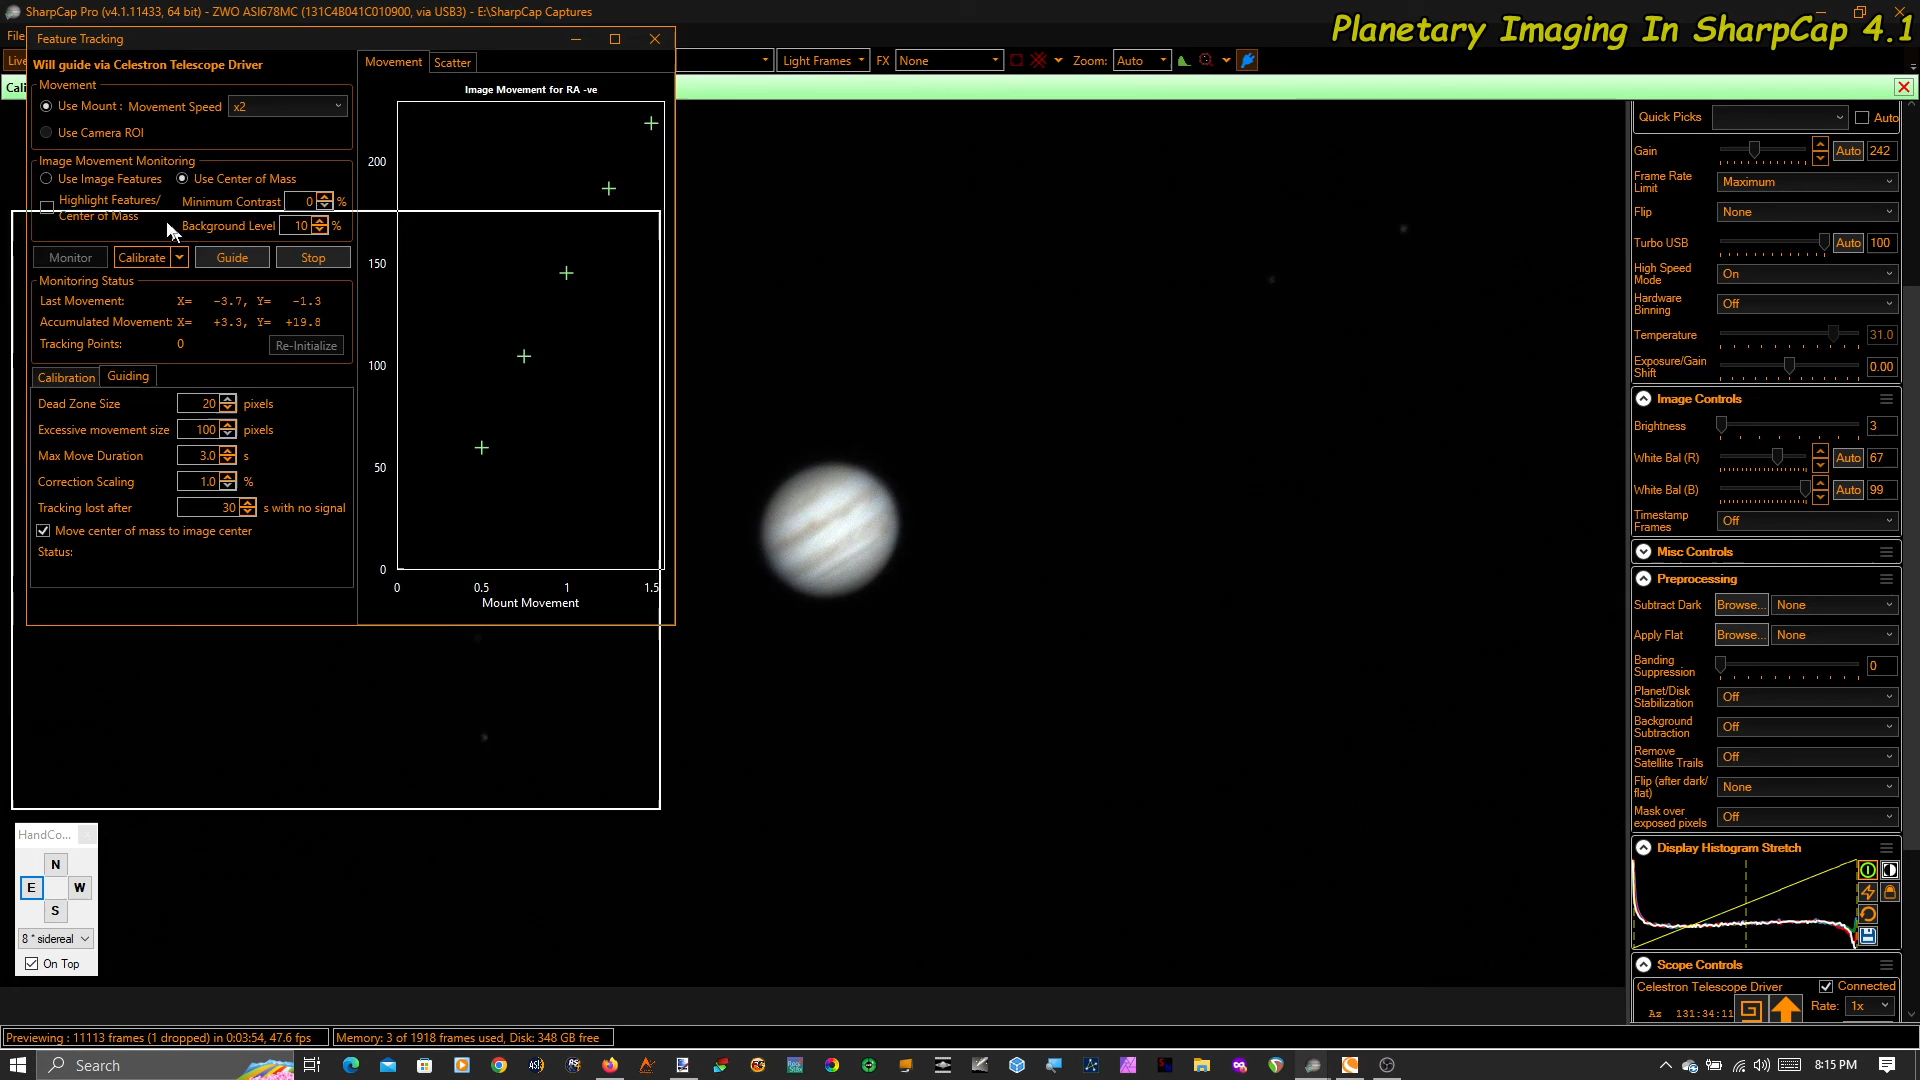 SharpCap Pro (v4.1.11433, 64 bit) - ZWO ASI678MC (131C4B041C010900, via USB3) - E:\SharpCap Captures
Planetary Imaging In SharpCap 4.1
File
Feature Tracking
Live
Light Frames
FX
None
Zoom:
Auto
Cali
Will guide via Celestron Telescope Driver
Movement
Use Mount :
Movement Speed
x2
Use Camera ROI
Image Movement Monitoring
Use Image Features
Use Center of Mass
Highlight Features/
Center of Mass
Minimum Contrast
0
%
Background Level
10
%
Monitor
Calibrate
Guide
Stop
Monitoring Status
Last Movement: X= -3.7, Y= -1.3
Accumulated Movement: X= +3.3, Y= +19.8
Tracking Points: 0
Re-Initialize
Calibration
Guiding
Dead Zone Size 20 pixels
Excessive movement size 100 pixels
Max Move Duration 3.0 s
Correction Scaling 1.0 %
Tracking lost after 30 s with no signal
Move center of mass to image center
Status:
Movement
Scatter
Image Movement for RA -ve
200
150
100
50
0
0
0.5
1
1.5
Mount Movement
HandCo...
N
E
W
S
8 * sidereal
On Top
Quick Picks
Auto
Gain
Auto
242
Frame Rate
Limit
Maximum
Flip
None
Turbo USB
Auto
100
High Speed
Mode
On
Hardware
Binning
Off
Temperature
31.0
Exposure/Gain
Shift
0.00
Image Controls
Brightness
3
White Bal (R)
Auto
67
White Bal (B)
Auto
99
Timestamp
Frames
Off
Misc Controls
Preprocessing
Subtract Dark
Browse...
None
Apply Flat
Browse...
None
Banding
Suppression
0
Planet/Disk
Stabilization
Off
Background
Subtraction
Off
Remove
Satellite Trails
Off
Flip (after dark/
flat)
None
Mask over
exposed pixels
Off
Display Histogram Stretch
Scope Controls
Celestron Telescope Driver
Connected
Az 131:34:11
Rate:
1x
Previewing : 11113 frames (1 dropped) in 0:03:54, 47.6 fps
Memory: 3 of 1918 frames used, Disk: 348 GB free
Search
8:15 PM